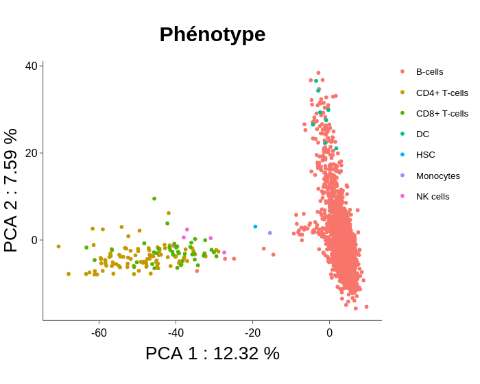 Phénotype
PCA 2 : 7.59 %
40
20
0
-60
-40
-20
0
PCA 1 : 12.32 %
B-cells
CD4+ T-cells
CD8+ T-cells
DC
HSC
Monocytes
NK cells